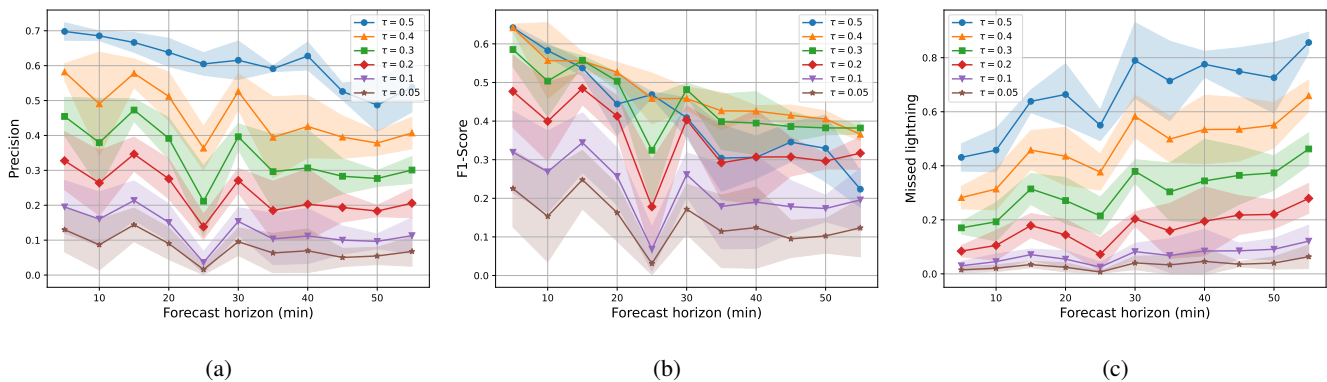 0.7
0.6
0.5
0.4
0.3
0.2
0.1
0.0
Precision
10 20 30 40 50
Forecast horizon (min)
τ = 0.5
τ = 0.4
τ = 0.3
τ = 0.2
τ = 0.1
τ = 0.05
(a)
0.6
0.5
0.4
0.3
0.2
0.1
0.0
F1-Score
10 20 30 40 50
Forecast horizon (min)
τ = 0.5
τ = 0.4
τ = 0.3
τ = 0.2
τ = 0.1
τ = 0.05
(b)
0.8
0.6
0.4
0.2
0.0
Missed lightning
10 20 30 40 50
Forecast horizon (min)
τ = 0.5
τ = 0.4
τ = 0.3
τ = 0.2
τ = 0.1
τ = 0.05
(c)